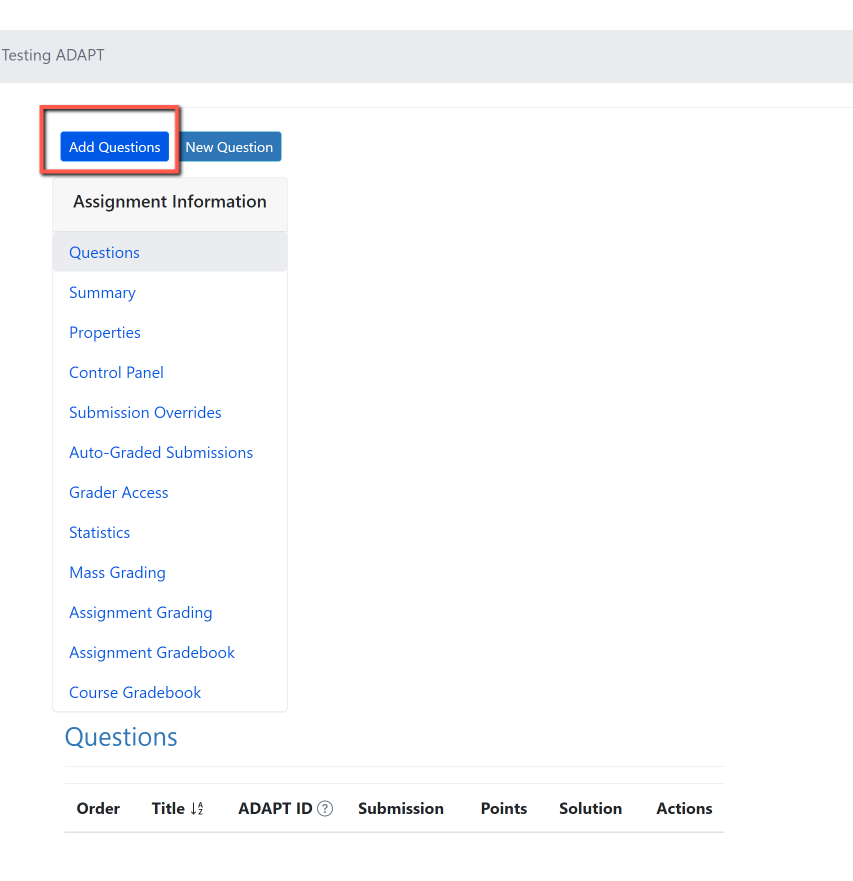 Testing ADAPT
Add Questions New Question
Assignment Information
Questions
Summary
Properties
Control Panel
Submission Overrides
Auto-Graded Submissions
Grader Access
Statistics
Mass Grading
Assignment Grading
Assignment Gradebook
Course Gradebook
Questions
Order Title ADAPT ID Submission Points Solution Actions